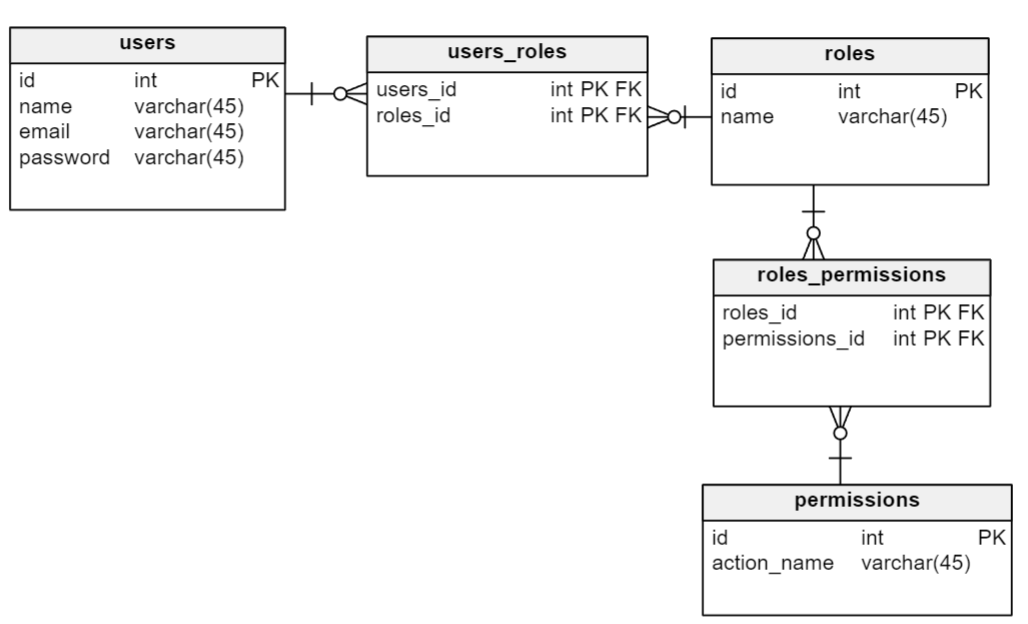 users
id int PK
name varchar(45)
email varchar(45)
password varchar(45)
users_roles
users_id int PK FK
roles_id int PK FK
roles
id int PK
name varchar(45)
roles_permissions
roles_id int PK FK
permissions_id int PK FK
permissions
id int PK
action_name varchar(45)